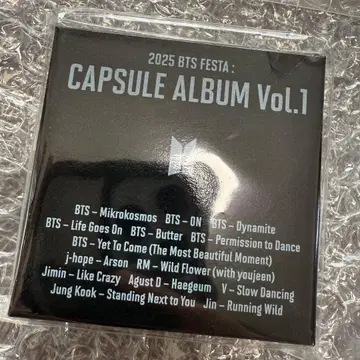 2025 BTS FESTA :
CAPSULE ALBUM Vol.1
BTS – Mikrokosmos BTS – ON BTS – Dynamite
BTS – Life Goes On BTS – Butter BTS – Permission to Dance
BTS – Yet To Come (The Most Beautiful Moment)
j-hope – Arson RM – Wild Flower (with youjeen)
Jimin – Like Crazy Agust D – Haegeum V – Slow Dancing
Jung Kook – Standing Next to You Jin – Running Wild